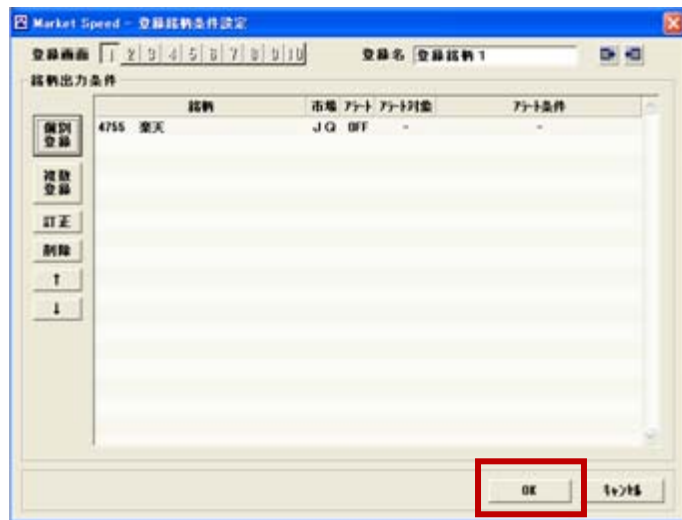 Market Speed - 登録銘柄条件設定
登録画面 1 2 3 4 5 6 7 8 9 10 登録名 登録銘柄1
銘柄出力条件
銘柄 市場 アラート アラート対象 アラート条件
個別登録
4755 楽天 JQ OFF - -
複数登録
訂正
削除
↑
↓
OK キャンセル